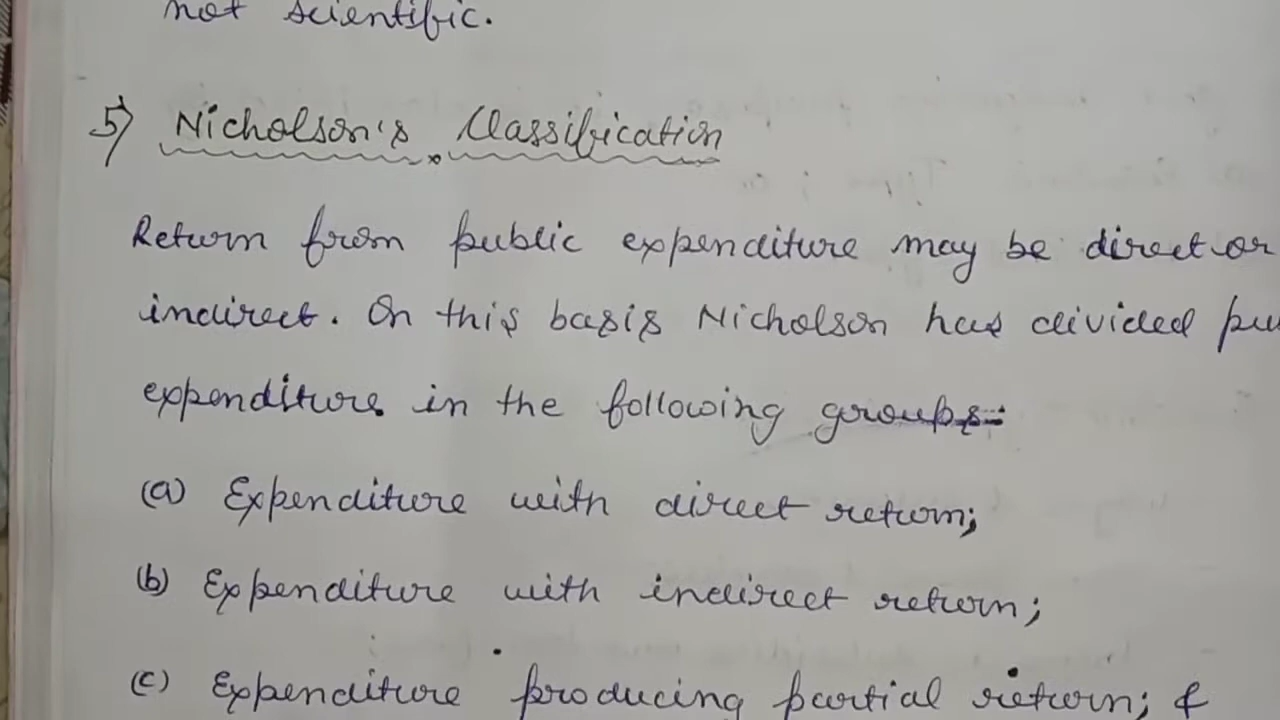 not scientific.
5) Nicholson's Classification
Return from public expenditure may be direct or
indirect. On this basis Nicholson has divided pu
expenditure in the following groups:-
(a) Expenditure with direct return;
(b) Expenditure with indirect return;
(c) Expenditure producing partial return; &